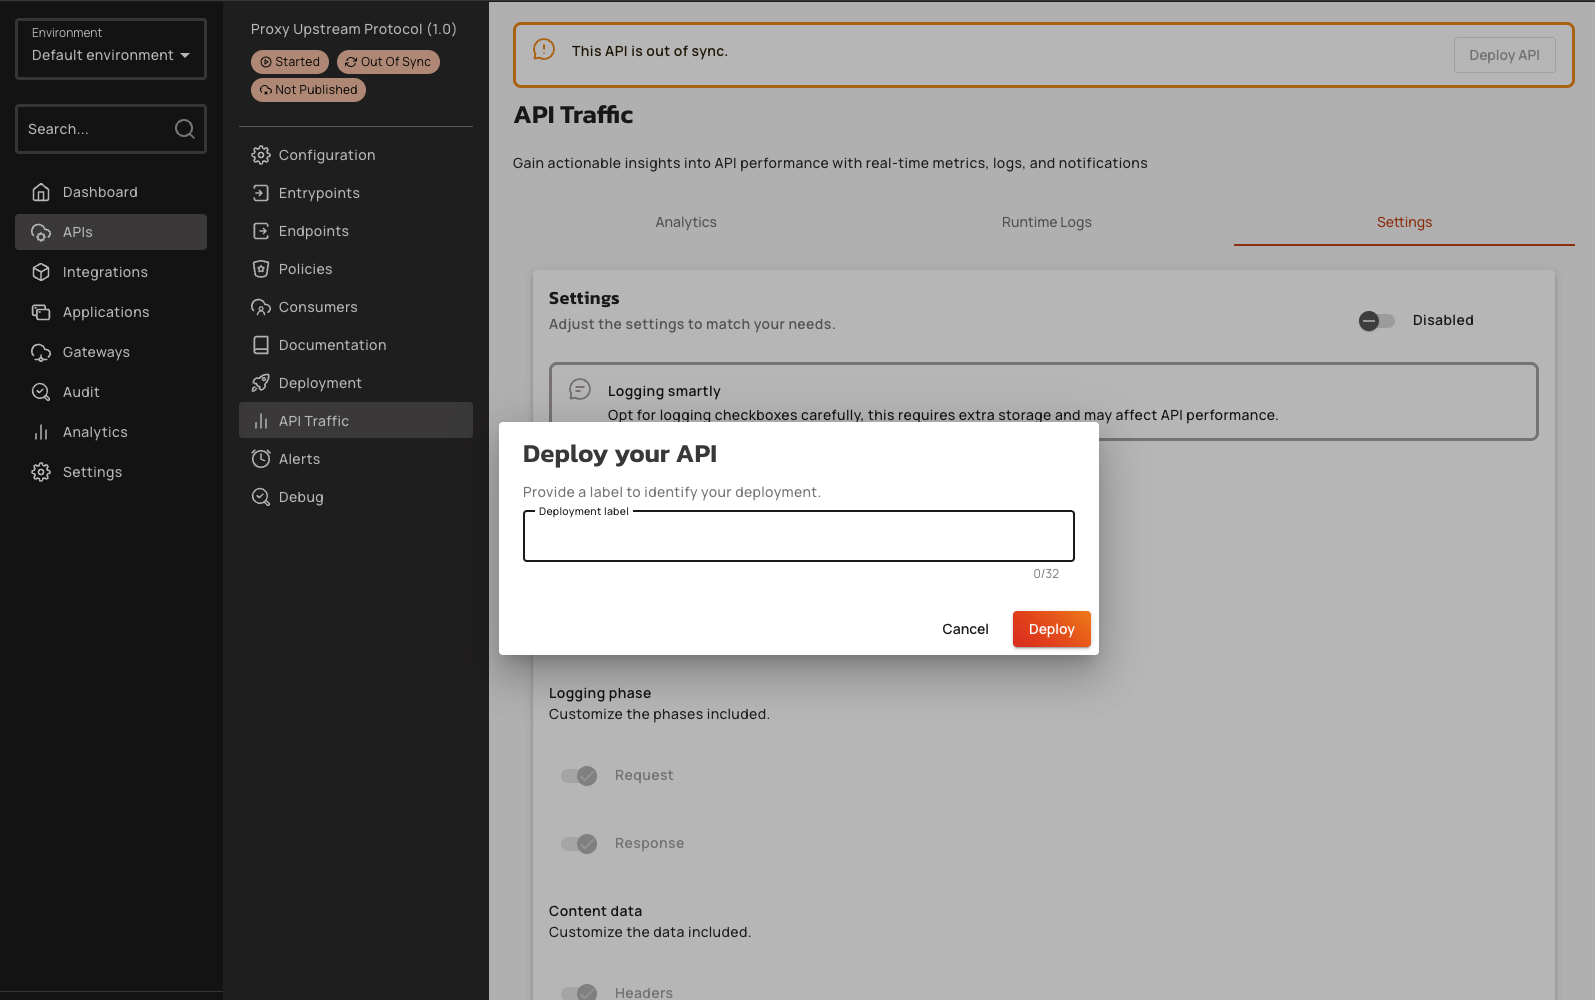 Environment
Default environment
Search...
Dashboard
APIs
Integrations
Applications
Gateways
Audit
Analytics
Settings
Proxy Upstream Protocol (1.0)
Started
Out Of Sync
Not Published
Configuration
Entrypoints
Endpoints
Policies
Consumers
Documentation
Deployment
API Traffic
Alerts
Debug
This API is out of sync.
Deploy API
API Traffic
Gain actionable insights into API performance with real-time metrics, logs, and notifications
Analytics
Runtime Logs
Settings
Settings
Adjust the settings to match your needs.
Disabled
Logging smartly
Opt for logging checkboxes carefully, this requires extra storage and may affect API performance.
Deploy your API
Provide a label to identify your deployment.
Deployment label
0/32
Cancel
Deploy
Logging phase
Customize the phases included.
Request
Response
Content data
Customize the data included.
Headers